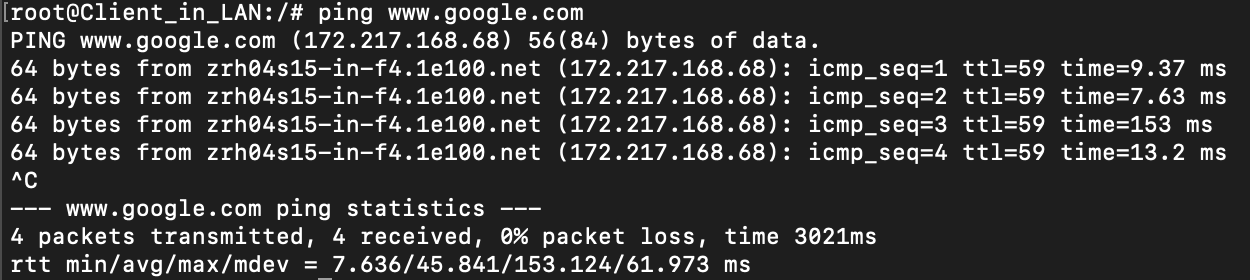 [root@Client_in_LAN:/# ping www.google.com
PING www.google.com (172.217.168.68) 56(84) bytes of data.
64 bytes from zrh04s15-in-f4.1e100.net (172.217.168.68): icmp_seq=1 ttl=59 time=9.37 ms
64 bytes from zrh04s15-in-f4.1e100.net (172.217.168.68): icmp_seq=2 ttl=59 time=7.63 ms
64 bytes from zrh04s15-in-f4.1e100.net (172.217.168.68): icmp_seq=3 ttl=59 time=153 ms
64 bytes from zrh04s15-in-f4.1e100.net (172.217.168.68): icmp_seq=4 ttl=59 time=13.2 ms
^C
--- www.google.com ping statistics ---
4 packets transmitted, 4 received, 0% packet loss, time 3021ms
rtt min/avg/max/mdev = 7.636/45.841/153.124/61.973 ms